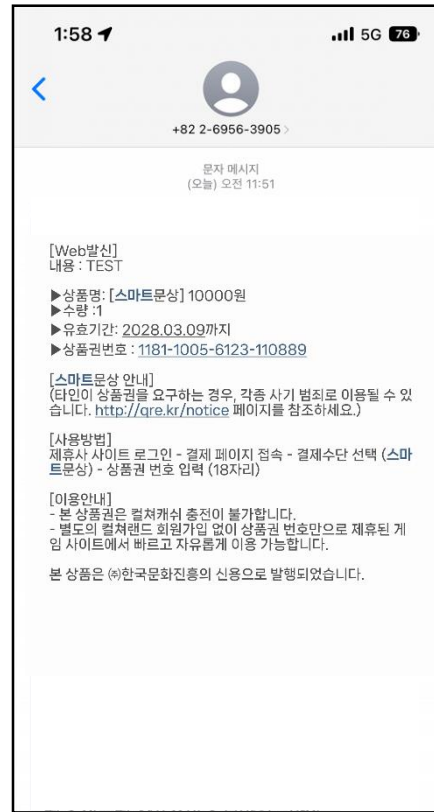 1:58
5G 76
+82 2-6956-3905
문자 메시지
(오늘) 오전 11:51
[Web발신]
내용 : TEST
▶상품명: [스마트문상] 10000원
▶수량 :1
▶유효기간: 2028.03.09까지
▶상품권번호 : 1181-1005-6123-110889
[스마트문상 안내]
(타인이 상품권을 요구하는 경우, 각종 사기 범죄로 이용될 수 있
습니다. http://qre.kr/notice 페이지를 참조하세요.)
[사용방법]
제휴사 사이트 로그인 - 결제 페이지 접속 - 결제수단 선택 (스마
트문상) - 상품권 번호 입력 (18자리)
[이용안내]
- 본 상품권은 컬쳐캐쉬 충전이 불가합니다.
- 별도의 컬쳐랜드 회원가입 없이 상품권 번호만으로 제휴된 게
임 사이트에서 빠르고 자유롭게 이용 가능합니다.
본 상품은 ㈜한국문화진흥의 신용으로 발행되었습니다.